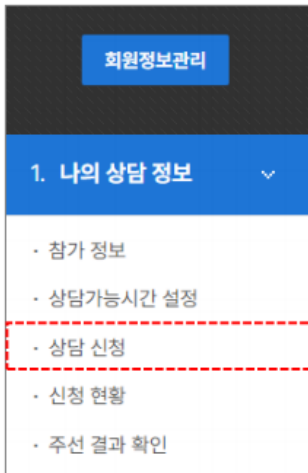 회원정보관리
1. 나의 상담 정보
· 참가 정보
· 상담가능시간 설정
· 상담 신청
· 신청 현황
· 주선 결과 확인